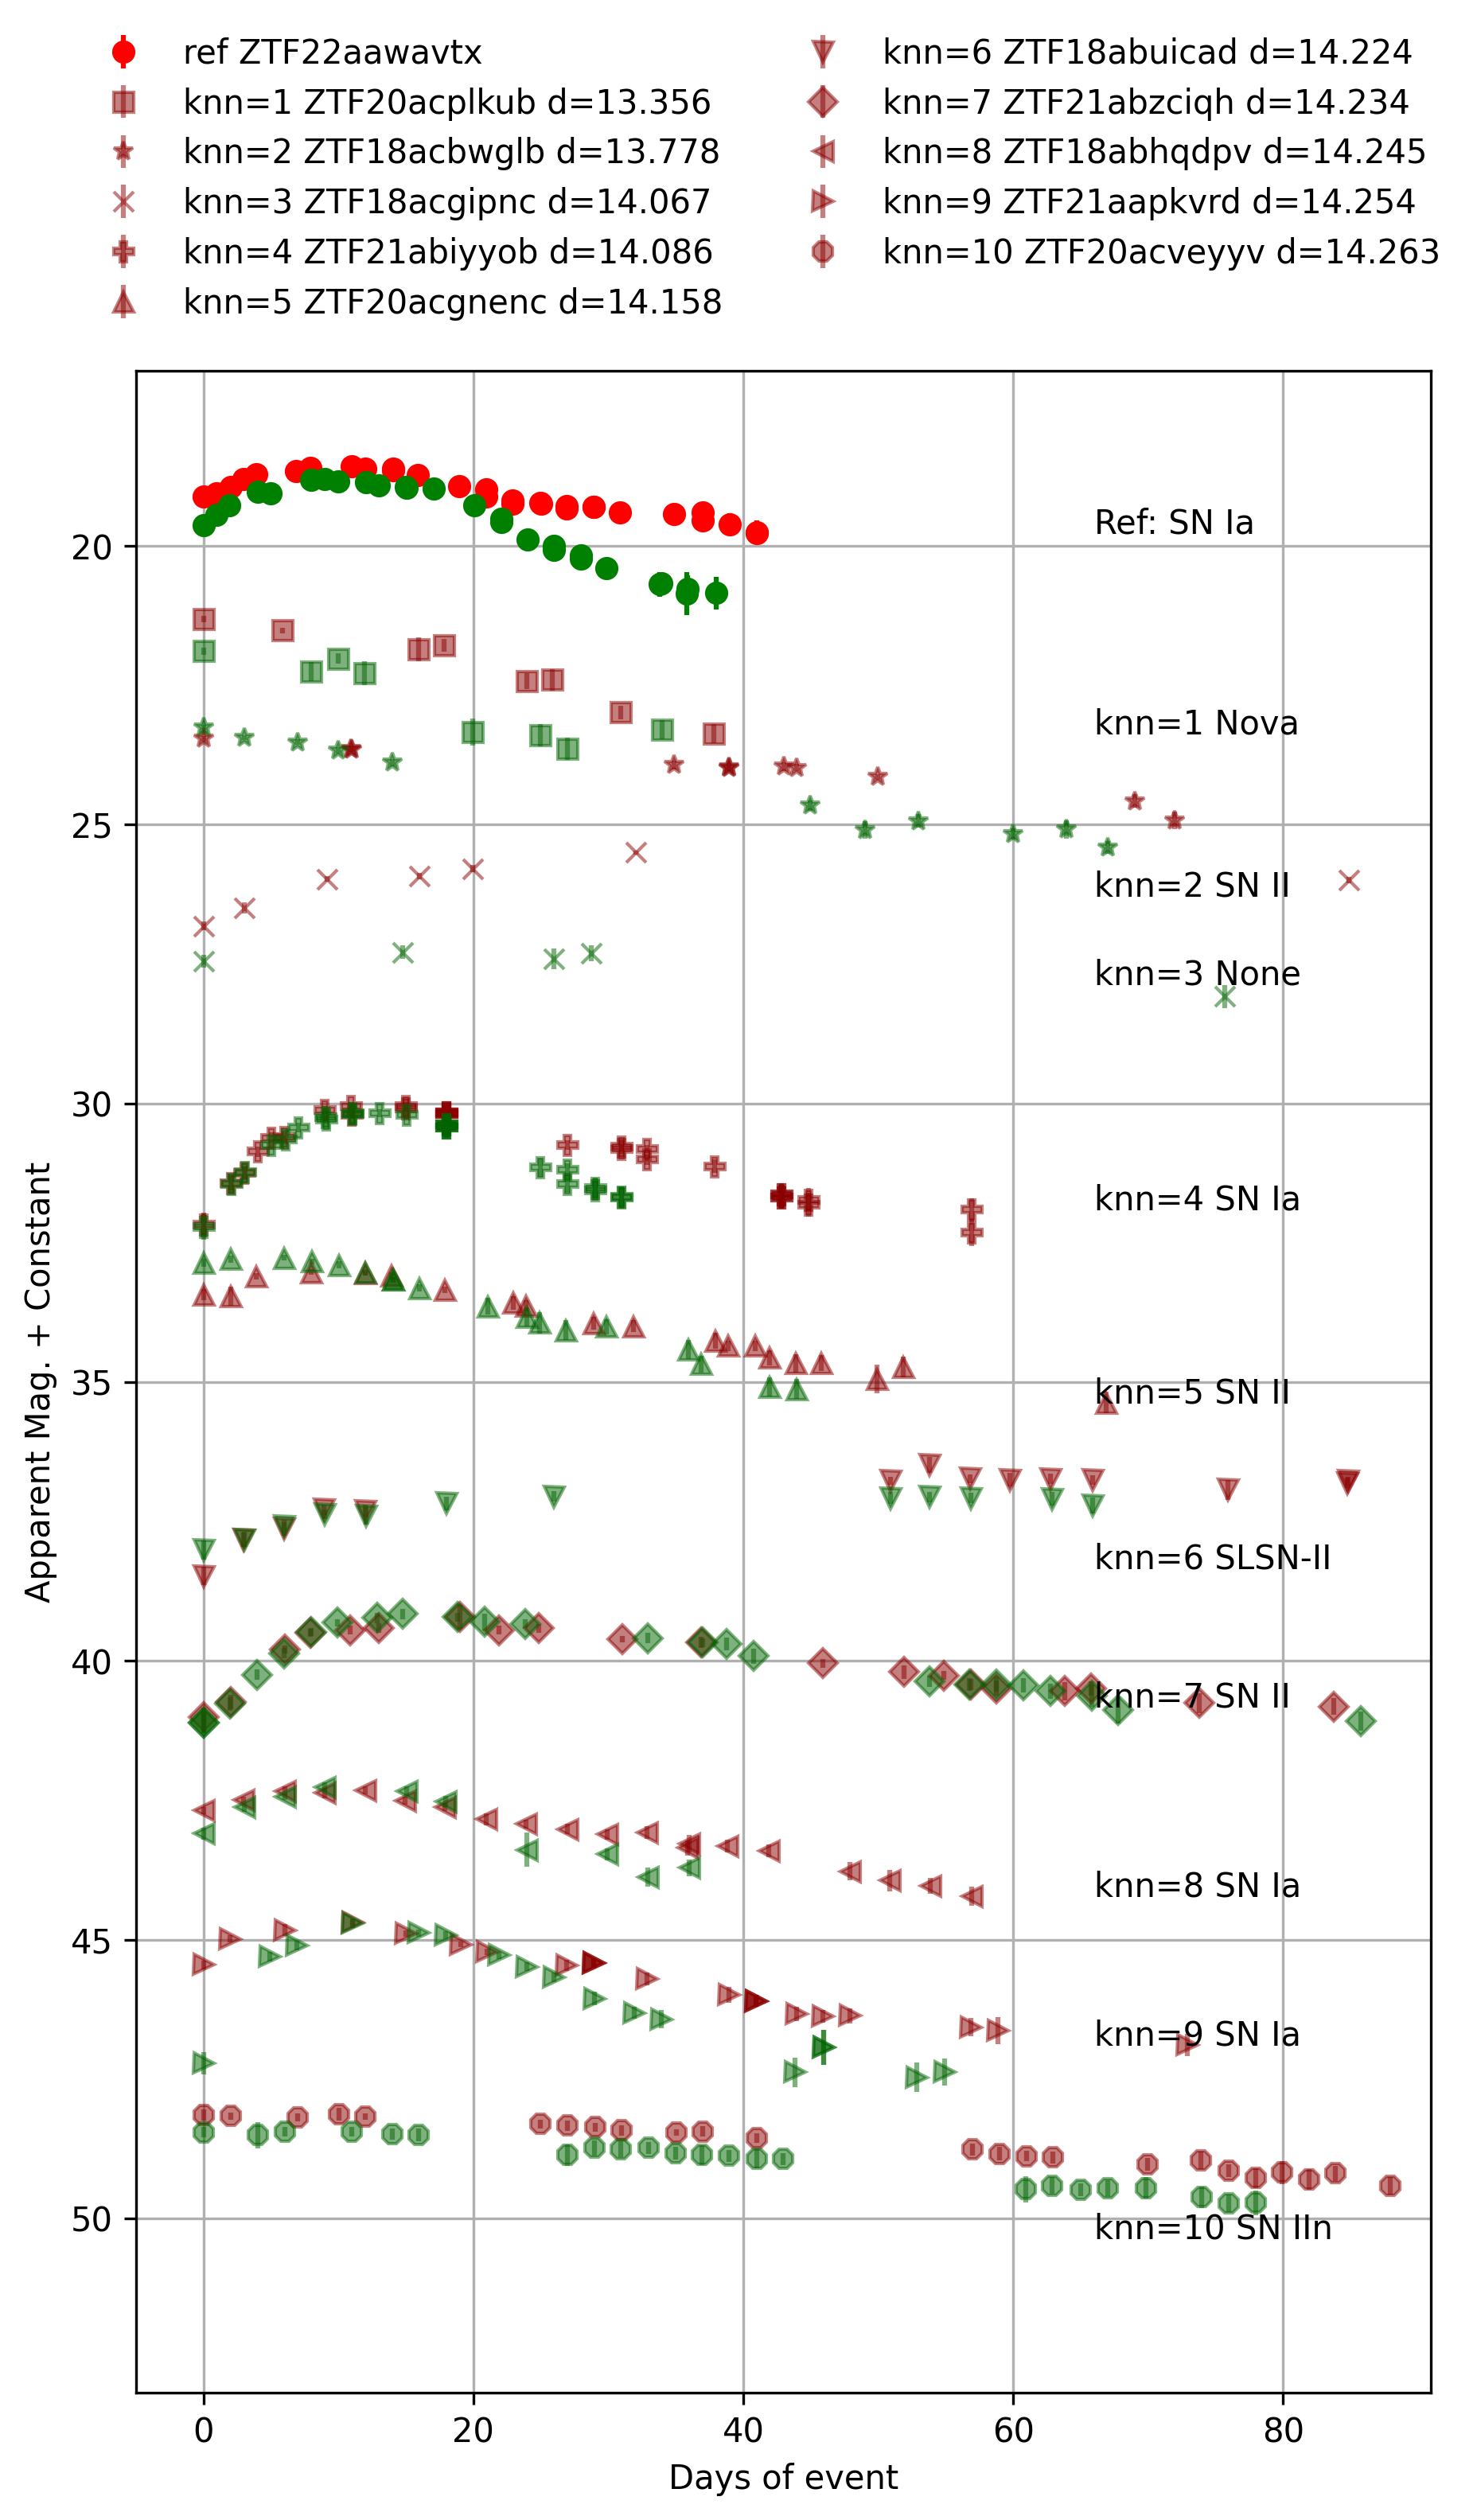 ref ZTF22aawavtx
knn=1 ZTF20acplkub d=13.356
knn=2 ZTF18acbwglb d=13.778
knn=3 ZTF18acgipnc d=14.067
knn=4 ZTF21abiyyob d=14.086
knn=5 ZTF20acgnenc d=14.158
knn=6 ZTF18abuicad d=14.224
knn=7 ZTF21abzciqh d=14.234
knn=8 ZTF18abhqdpv d=14.245
knn=9 ZTF21aapkvrd d=14.254
knn=10 ZTF20acveyyv d=14.263
Ref: SN Ia
knn=1 Nova
knn=2 SN II
knn=3 None
knn=4 SN Ia
knn=5 SN II
knn=6 SLSN-II
knn=7 SN II
knn=8 SN Ia
knn=9 SN Ia
knn=10 SN IIn
20
25
30
35
40
45
50
Apparent Mag. + Constant
0 20 40 60 80
Days of event